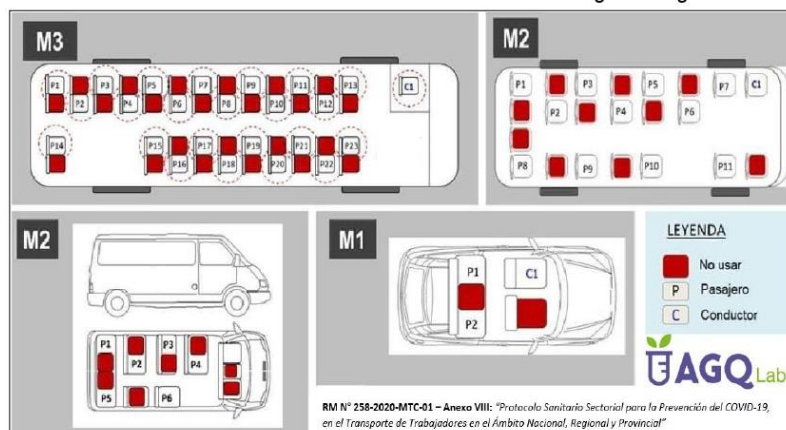 M3
P1 P3 P5 P7 P9 P11 P13 C1
P2 P4 P6 P8 P10 P12
P14 P15 P17 P19 P21 P23
P16 P18 P20 P22
M2
P1 P3 P5 P7 C1
P2 P4 P6
P8 P9 P10 P11
M2
P1 P3
P2 P4
P5 P6
M1
P1 C1
P2
LEYENDA
No usar
P Pasajero
C Conductor
AGQ Lab
RM N° 258-2020-MTC-01 – Anexo VIII: "Protocolo Sanitario Sectorial para la Prevención del COVID-19,
en el Transporte de Trabajadores en el Ámbito Nacional, Regional y Provincial"